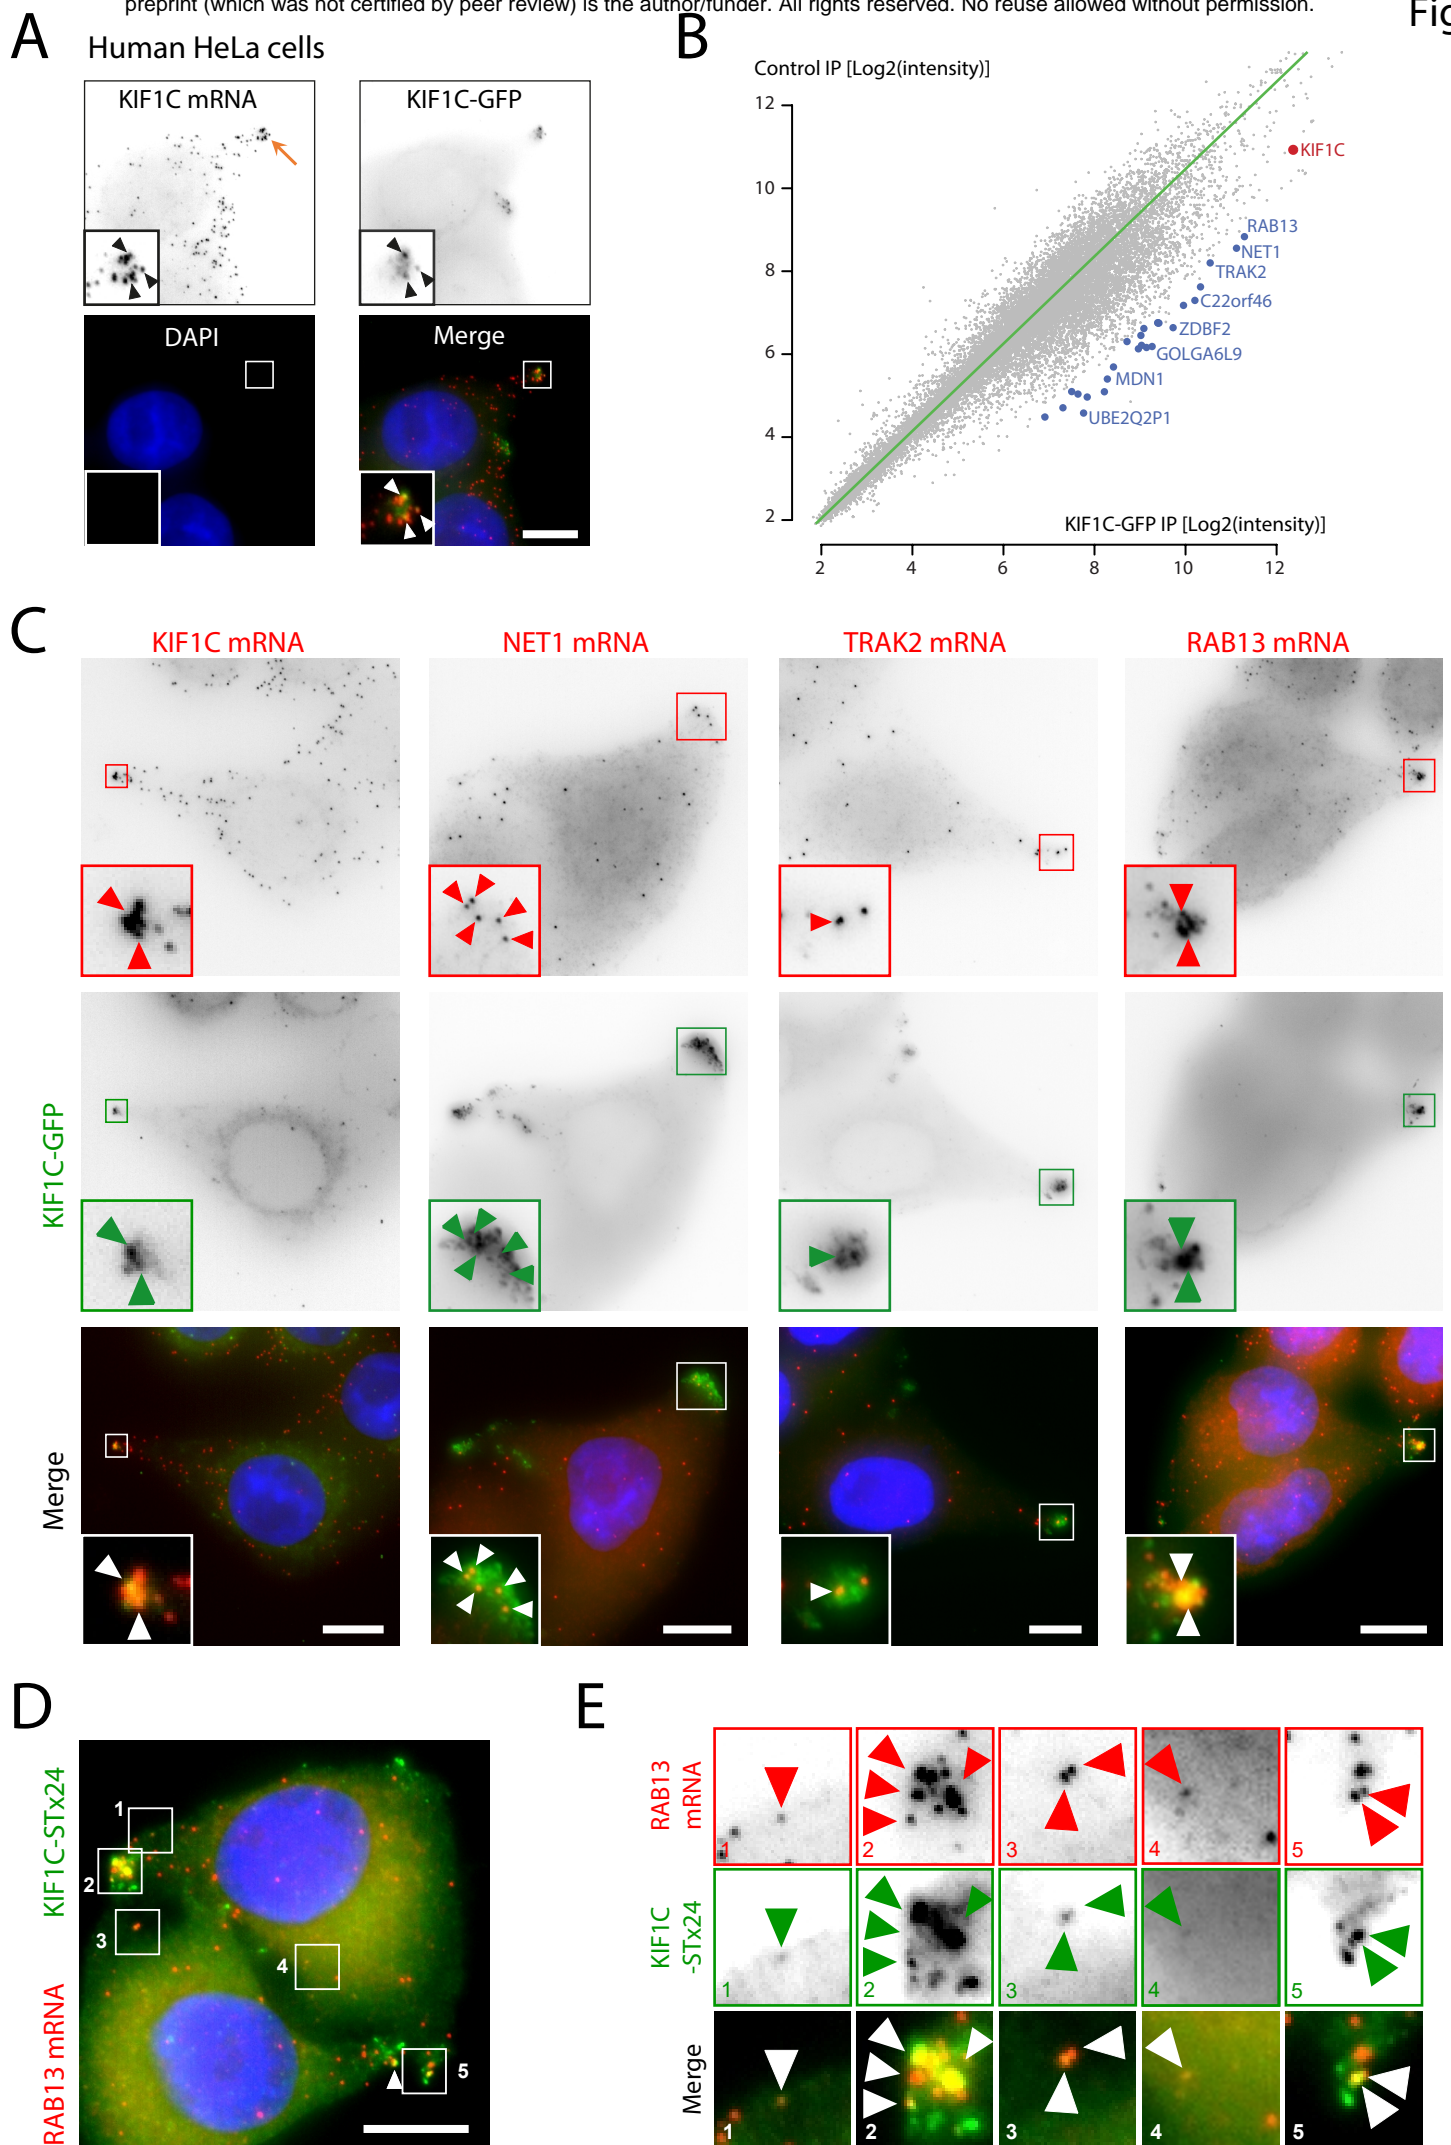 preprint (which was not certified by peer review) is the author/funder. All rights reserved. No reuse allowed without permission.
Fig
A
Human HeLa cells
KIF1C mRNA
KIF1C-GFP
DAPI
Merge
B
Control IP [Log2(intensity)]
12
10
8
6
4
2
KIF1C
RAB13
NET1
TRAK2
C22orf46
ZDBF2
GOLGA6L9
MDN1
UBE2Q2P1
KIF1C-GFP IP [Log2(intensity)]
2 4 6 8 10 12
C
KIF1C mRNA
NET1 mRNA
TRAK2 mRNA
RAB13 mRNA
KIF1C-GFP
Merge
D
KIF1C-STx24
RAB13 mRNA
1
2
3
4
5
E
RAB13
mRNA
1 2 3 4 5
KIF1C
-STx24
1 2 3 4 5
Merge
1 2 3 4 5